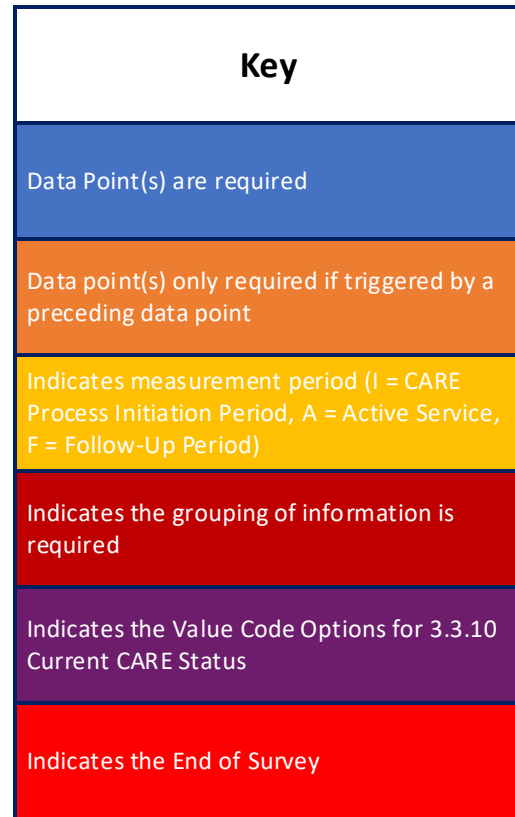 Key
Data Point(s) are required
Data point(s) only required if triggered by a
preceding data point
Indicates measurement period (I = CARE
Process Initiation Period, A = Active Service,
F = Follow-Up Period)
Indicates the grouping of information is
required
Indicates the Value Code Options for 3.3.10
Current CARE Status
Indicates the End of Survey